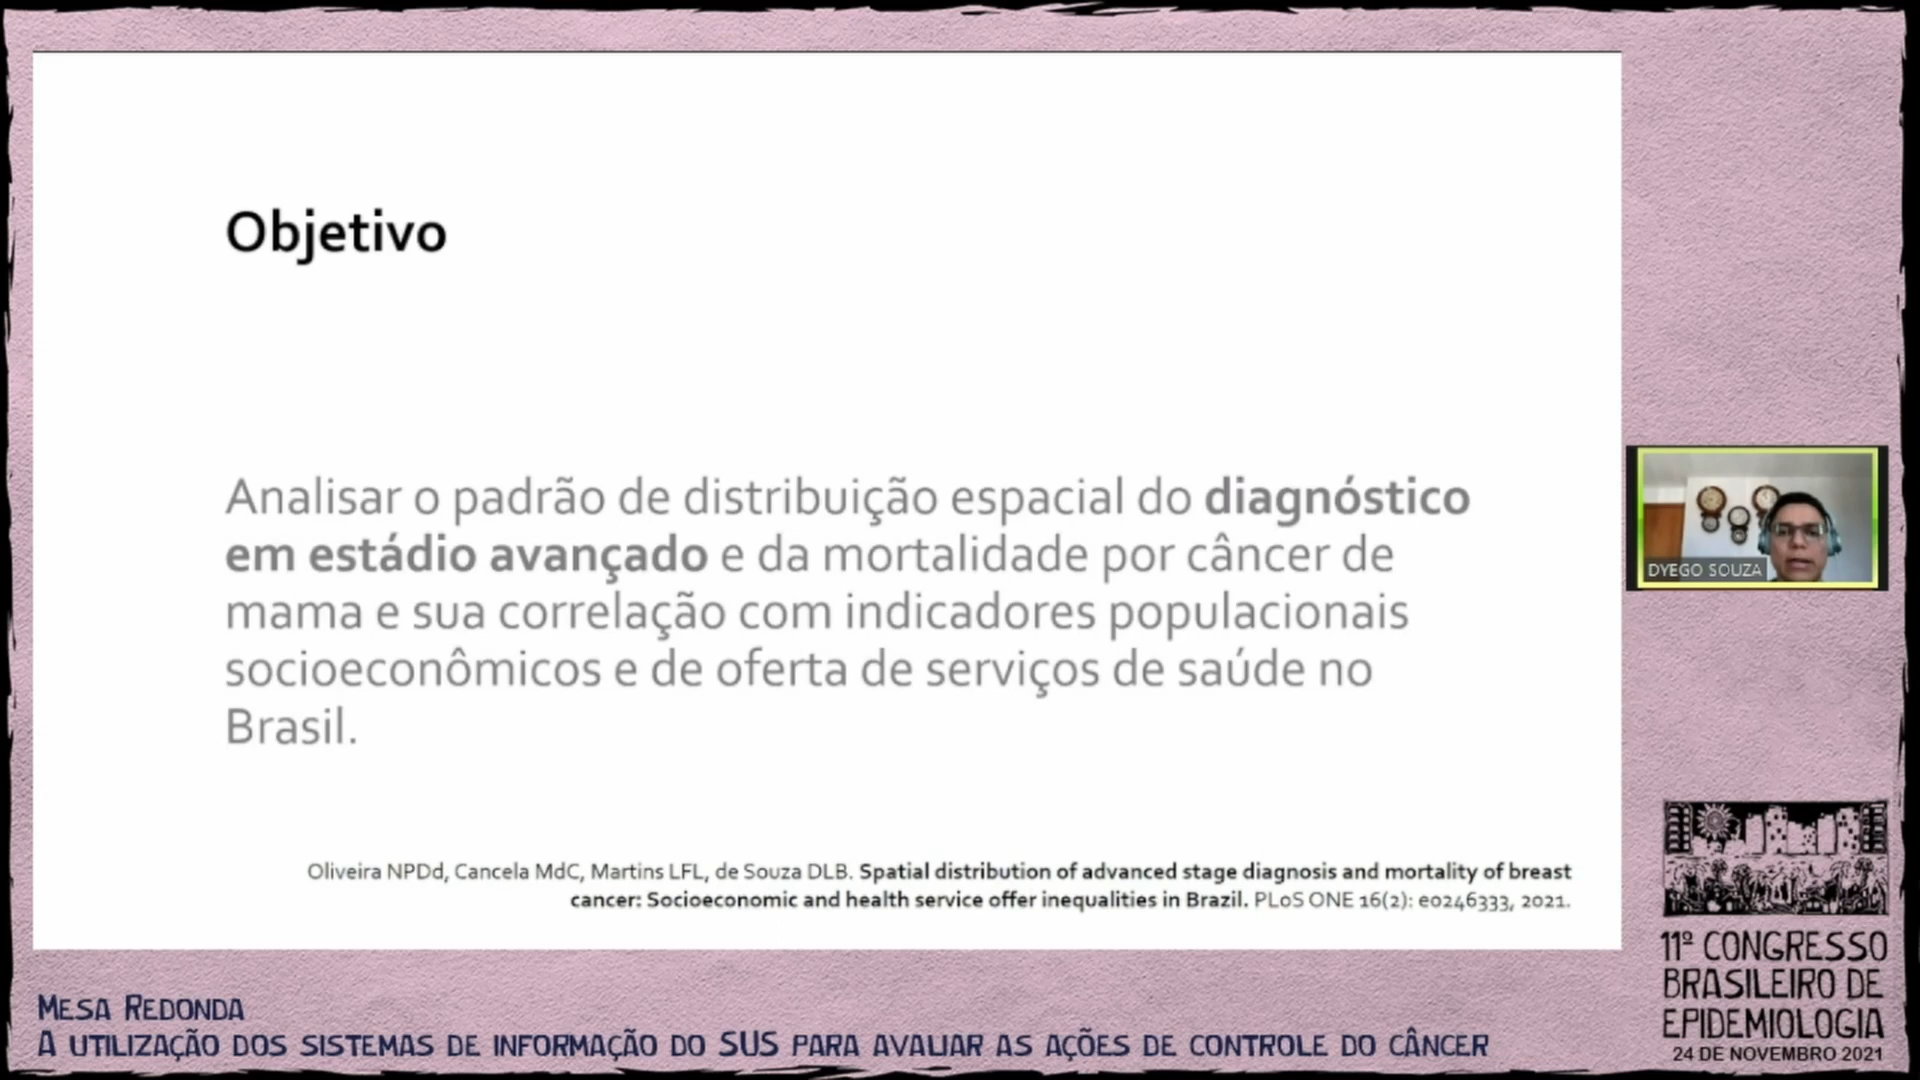 Objetivo
Analisar o padrão de distribuição espacial do diagnóstico
em estádio avançado e da mortalidade por câncer de
mama e sua correlação com indicadores populacionais
socioeconômicos e de oferta de serviços de saúde no
Brasil.
Oliveira NPDd, Cancela MdC, Martins LFL, de Souza DLB. Spatial distribution of advanced stage diagnosis and mortality of breast
cancer: Socioeconomic and health service offer inequalities in Brazil. PLoS ONE 16(2): e0246333, 2021.
DYEGO SOUZA
11º CONGRESSO
BRASILEIRO DE
EPIDEMIOLOGIA
24 DE NOVEMBRO 2021
MESA REDONDA
A UTILIZAÇÃO DOS SISTEMAS DE INFORMAÇÃO DO SUS PARA AVALIAR AS AÇÕES DE CONTROLE DO CÂNCER